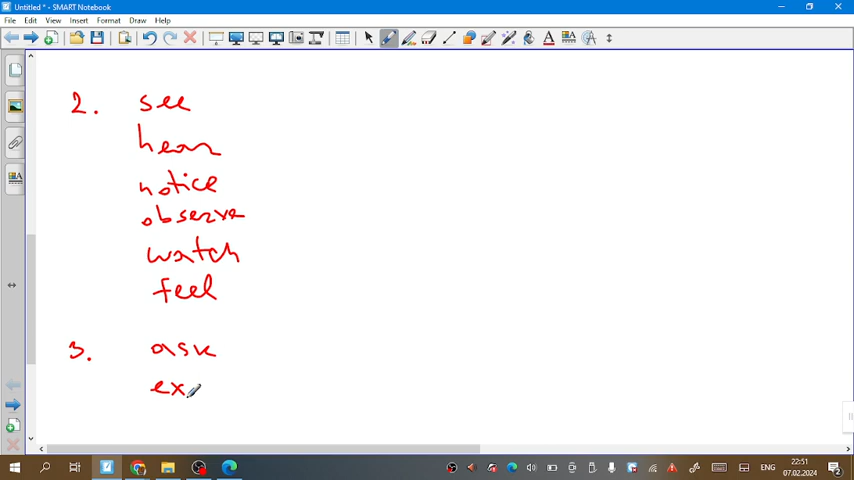 Untitled * - SMART Notebook
File Edit View Insert Format Draw Help
2. see
hear
notice
observe
watch
feel
3. ask
ex
ENG
22:51
07.02.2024
2